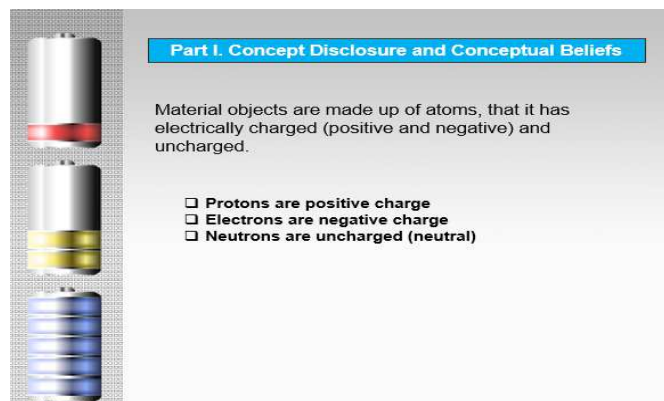 Part I. Concept Disclosure and Conceptual Beliefs
Material objects are made up of atoms, that it has
electrically charged (positive and negative) and
uncharged.
❑ Protons are positive charge
❑ Electrons are negative charge
❑ Neutrons are uncharged (neutral)